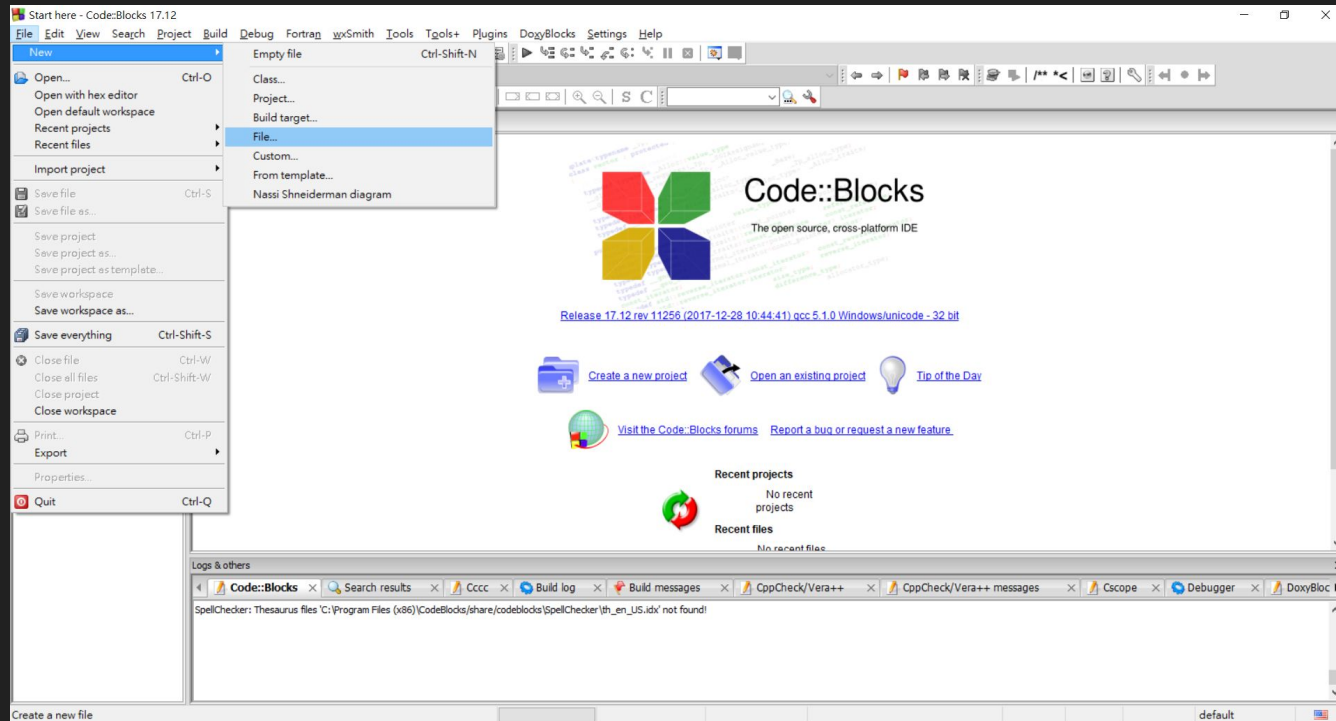 Start here - Code::Blocks 17.12
File Edit View Search Project Build Debug Fortran wxSmith Tools Tools+ Plugins DoxyBlocks Settings Help
New
Open... Ctrl-O
Open with hex editor
Open default workspace
Recent projects
Recent files
Import project
Save file Ctrl-S
Save file as...
Save project
Save project as...
Save project as template...
Save workspace
Save workspace as...
Save everything Ctrl-Shift-S
Close file Ctrl-W
Close all files Ctrl-Shift-W
Close project
Close workspace
Print... Ctrl-P
Export
Properties...
Quit Ctrl-Q
Empty file Ctrl-Shift-N
Class...
Project...
Build target...
File...
Custom...
From template...
Nassi Shneiderman diagram
/** *<
S C
Code::Blocks
The open source, cross-platform IDE
Release 17.12 rev 11256 (2017-12-28 10:44:41) gcc 5.1.0 Windows/unicode - 32 bit
Create a new project Open an existing project Tip of the Day
Visit the Code::Blocks forums Report a bug or request a new feature
Recent projects
No recent
projects
Recent files
No recent files
Logs & others
Code::Blocks Search results Cccc Build log Build messages CppCheck/Vera++ CppCheck/Vera++ messages Cscope Debugger DoxyBloc
SpellChecker: Thesaurus files 'C:\Program Files (x86)\CodeBlocks/share/codeblocks\SpellChecker\th_en_US.idx' not found!
Create a new file default